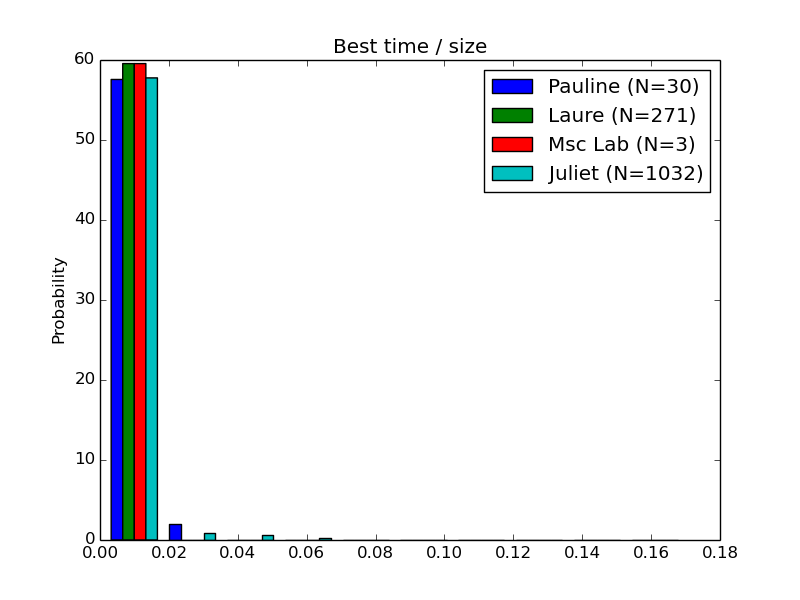 Best time / size
60
50
40
30
20
10
0
Probability
Pauline (N=30)
Laure (N=271)
Msc Lab (N=3)
Juliet (N=1032)
0.00 0.02 0.04 0.06 0.08 0.10 0.12 0.14 0.16 0.18